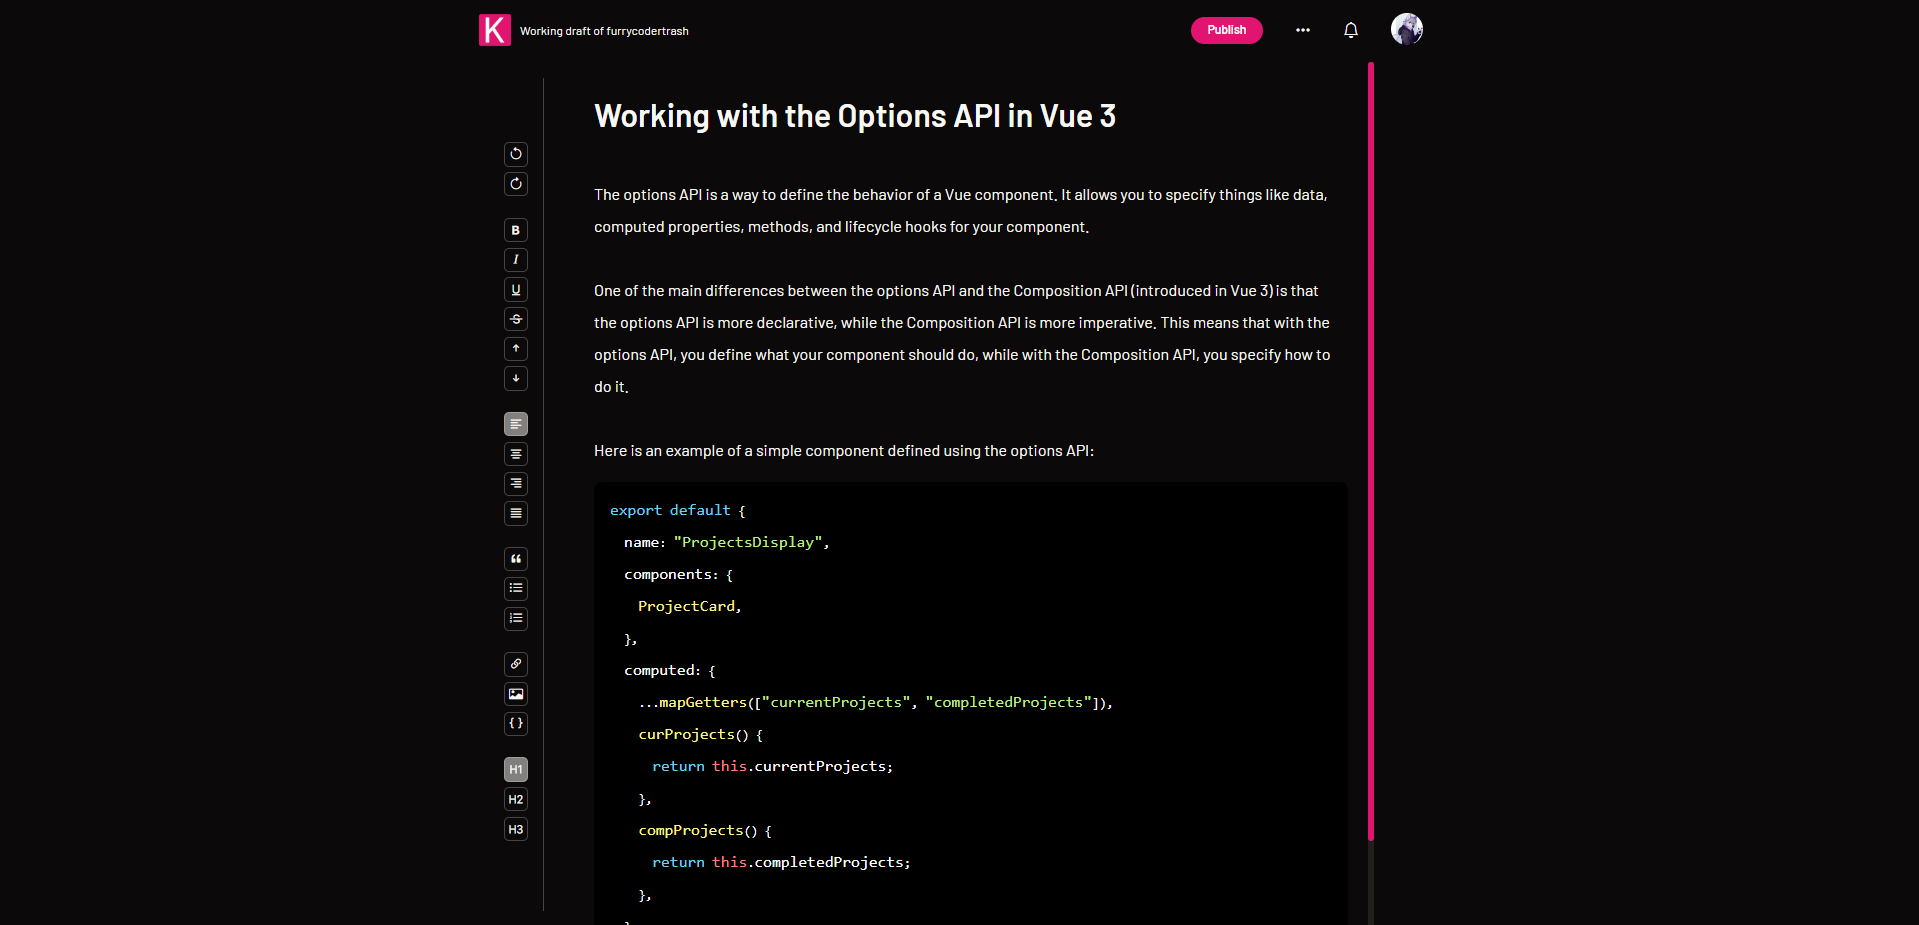 K Working draft of furrycodertrash
Publish
Working with the Options API in Vue 3
The options API is a way to define the behavior of a Vue component. It allows you to specify things like data,
computed properties, methods, and lifecycle hooks for your component.
One of the main differences between the options API and the Composition API (introduced in Vue 3) is that
the options API is more declarative, while the Composition API is more imperative. This means that with the
options API, you define what your component should do, while with the Composition API, you specify how to
do it.
Here is an example of a simple component defined using the options API:
export default {
name: "ProjectsDisplay",
components: {
ProjectCard,
},
computed: {
...mapGetters(["currentProjects", "completedProjects"]),
curProjects() {
return this.currentProjects;
},
compProjects() {
return this.completedProjects;
},
B
I
U
S
{ }
H1
H2
H3